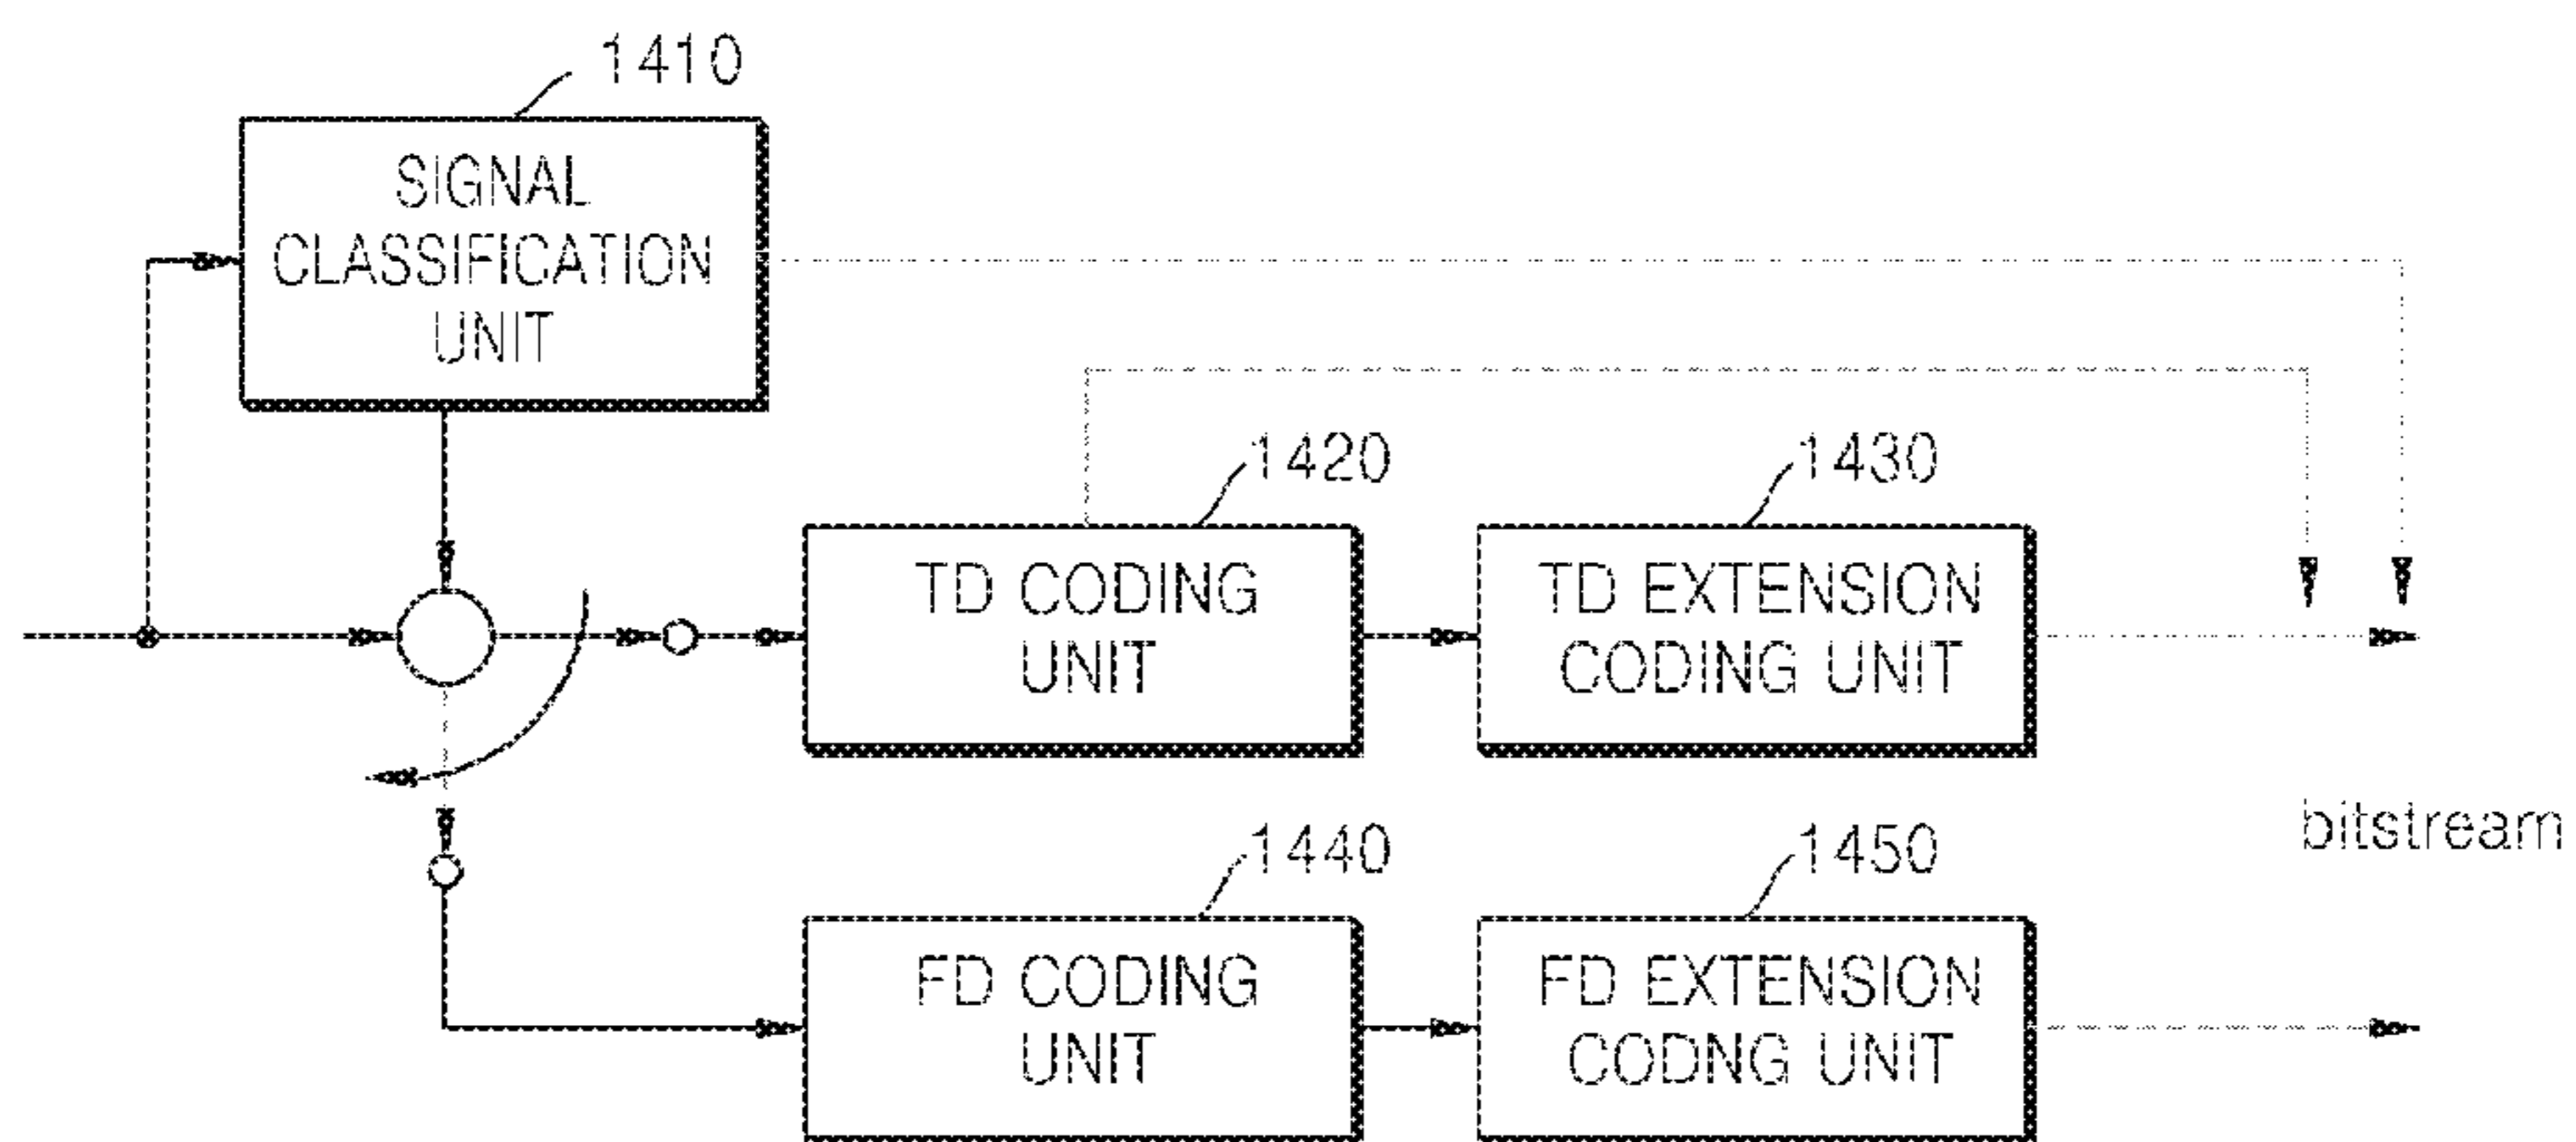 1410
SIGNAL
CLASSIFICATION
UNIT
1420
1430
TD CODING
UNIT
TD EXTENSION
CODING UNIT
bitstream
1440
1450
FD CODING
UNIT
FD EXTENSION
CODNG UNIT